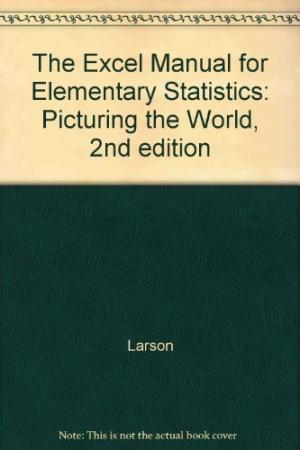 The Excel Manual for
Elementary Statistics:
Picturing the World,
2nd edition
Larson
Note: This is not the actual book cover